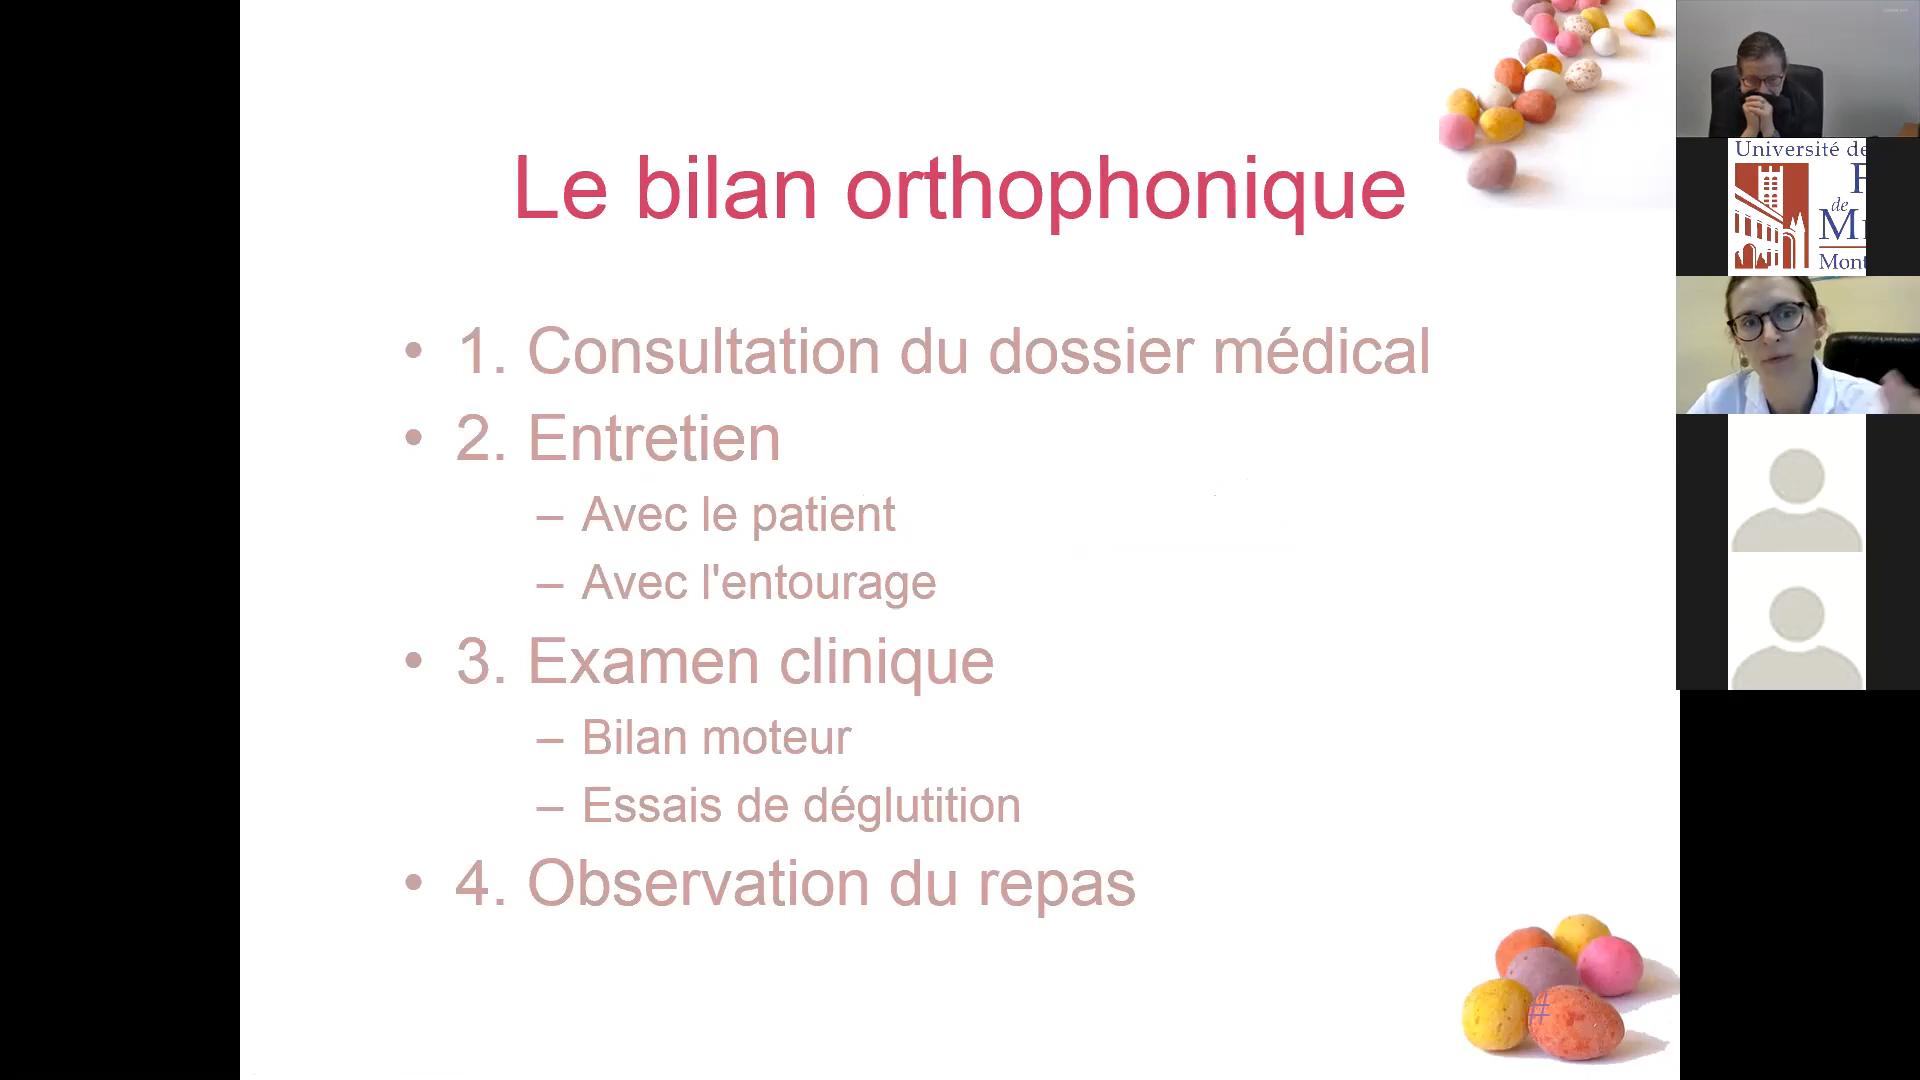 Le bilan orthophonique
• 1. Consultation du dossier médical
• 2. Entretien
– Avec le patient
– Avec l'entourage
• 3. Examen clinique
– Bilan moteur
– Essais de déglutition
• 4. Observation du repas
#
Université de
F
de
Mont